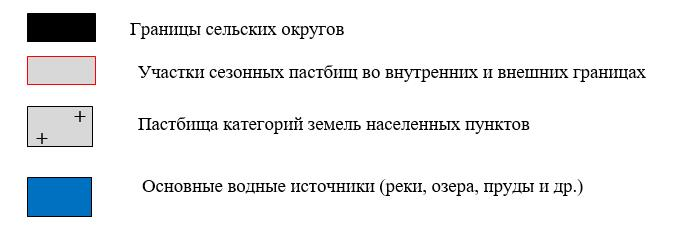 Границы сельских округов
Участки сезонных пастбищ во внутренних и внешних границах
Пастбища категорий земель населенных пунктов
Основные водные источники (реки, озера, пруды и др.)